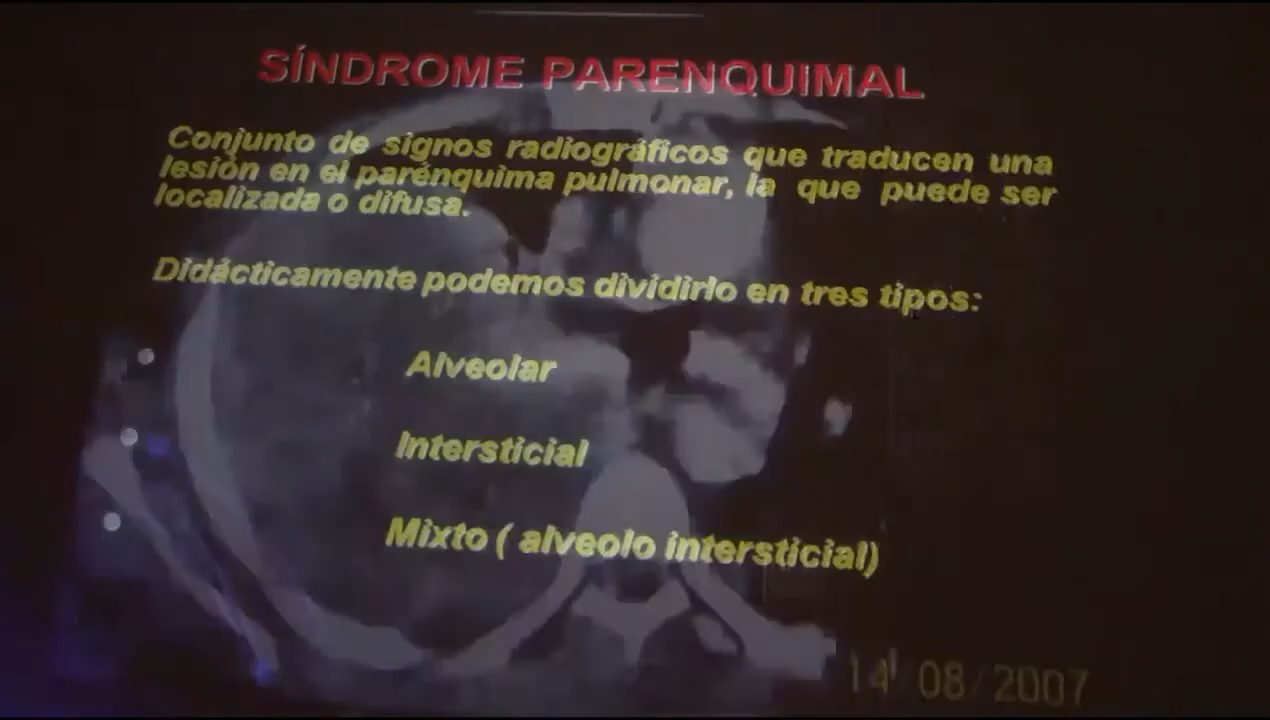 SÍNDROME PARENQUIMAL
Conjunto de signos radiográficos que traducen una
lesión en el parénquima pulmonar, la que puede ser
localizada o difusa.
Didácticamente podemos dividirlo en tres tipos:
Alveolar
Intersticial
Mixto ( alveolo intersticial)
14/08/2007